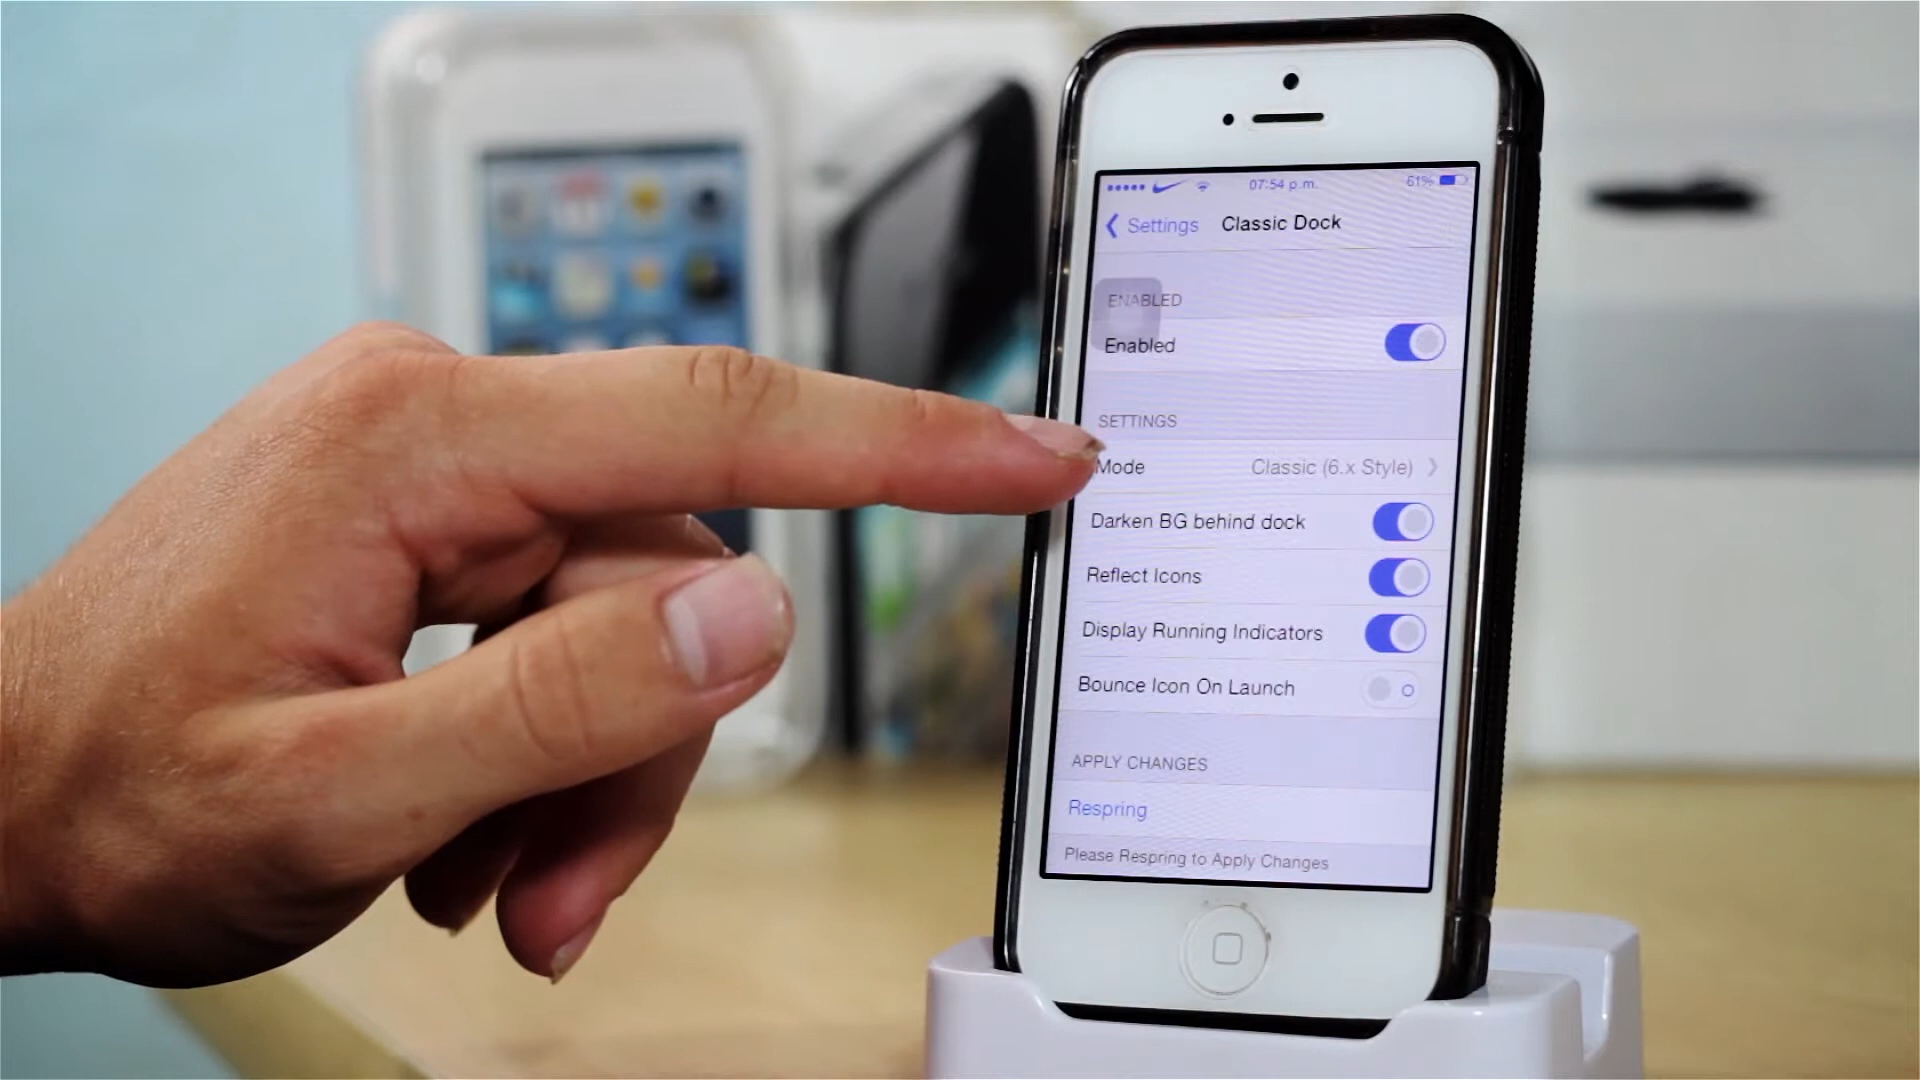 07:54 p.m.
61%
Settings
Classic Dock
ENABLED
Enabled
SETTINGS
Mode
Classic (6.x Style)
Darken BG behind dock
Reflect Icons
Display Running Indicators
Bounce Icon On Launch
APPLY CHANGES
Respring
Please Respring to Apply Changes